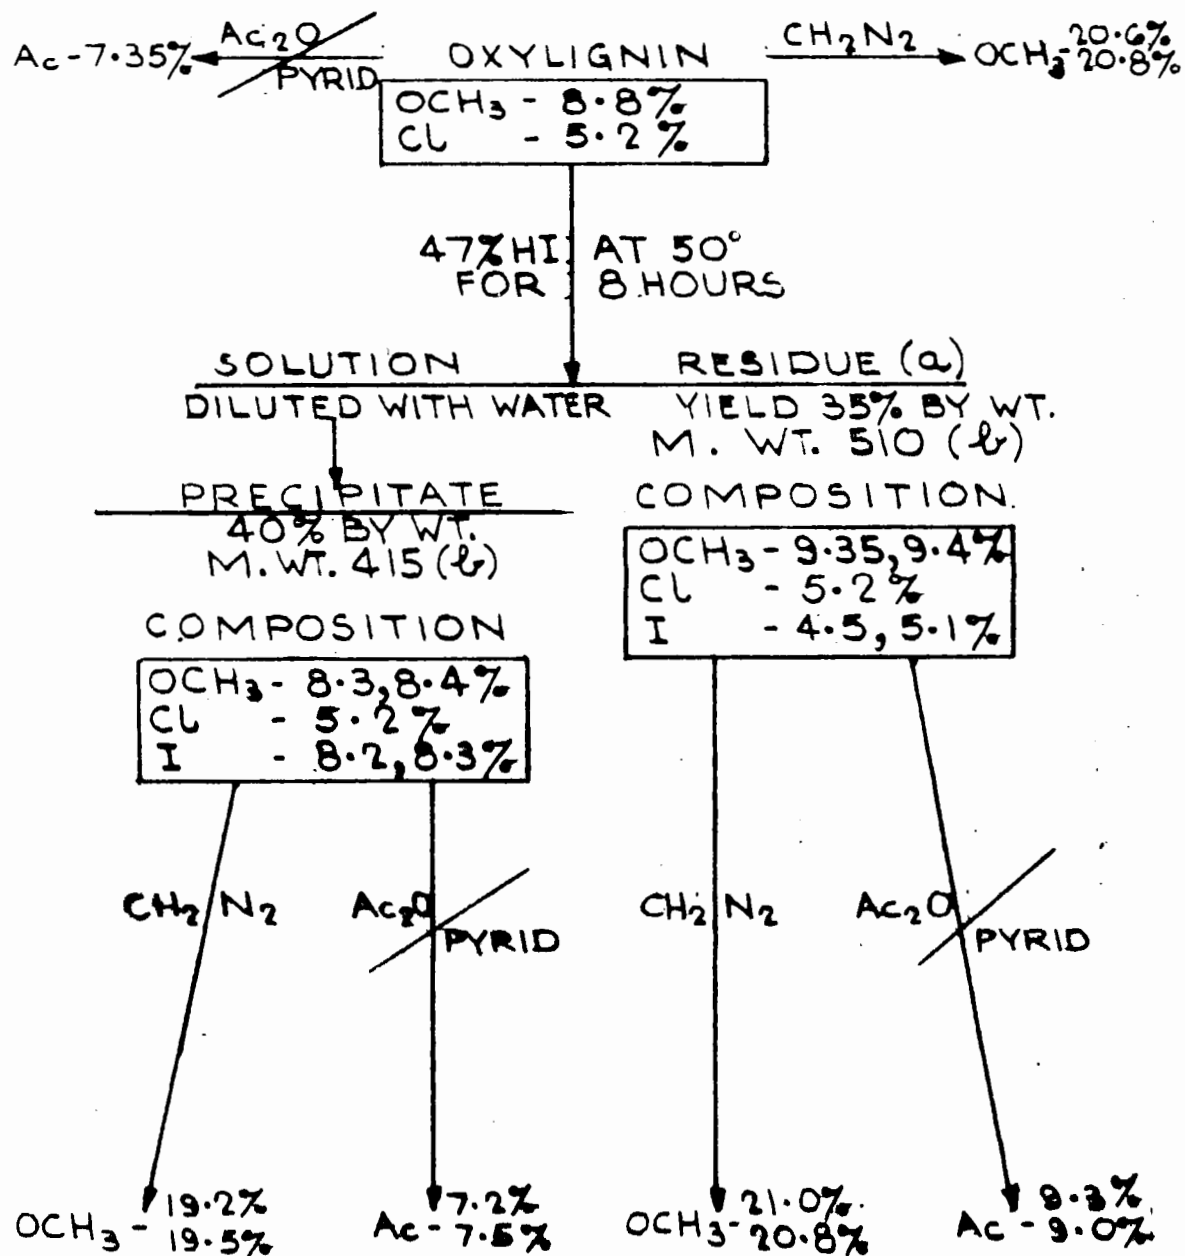 Ac-7.35% Ac₂O PYRID OXYLIGNIN CH₂N₂ OCH₃-20.6% 20.8%
OCH₃ - 8.8%
Cl - 5.2%
47% HI AT 50°
FOR 8 HOURS
SOLUTION
DILUTED WITH WATER
RESIDUE (a)
YIELD 35% BY WT.
M. WT. 510 (b)
PRECIPITATE
40% BY WT.
M. WT. 415 (b)
COMPOSITION
OCH₃ - 8.3, 8.4%
Cl - 5.2%
I - 8.2, 8.3%
COMPOSITION.
OCH₃ - 9.35, 9.4%
Cl - 5.2%
I - 4.5, 5.1%
CH₂N₂
Ac₂O
PYRID
CH₂N₂
Ac₂O
PYRID
OCH₃ - 19.2%
19.5%
Ac - 7.2%
7.5%
OCH₃ - 21.0%
20.8%
Ac - 9.3%
9.0%